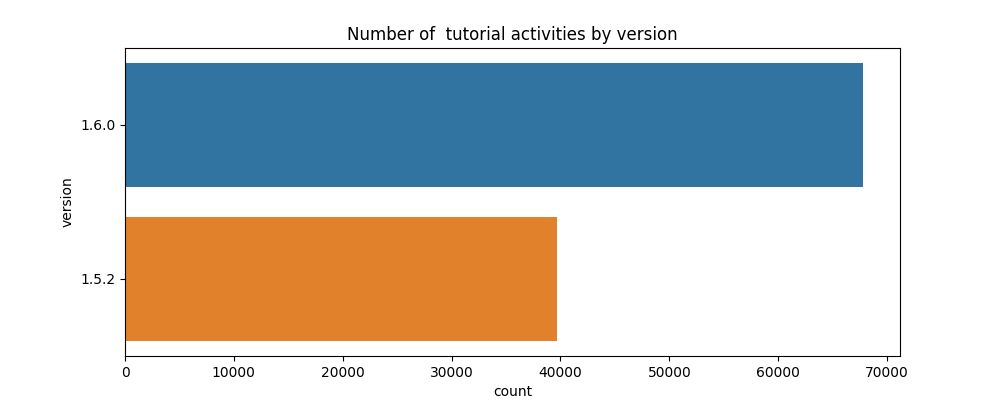 Number of  tutorial activities by version
1.6.0
version
1.5.2
0 10000 20000 30000 40000 50000 60000 70000
count